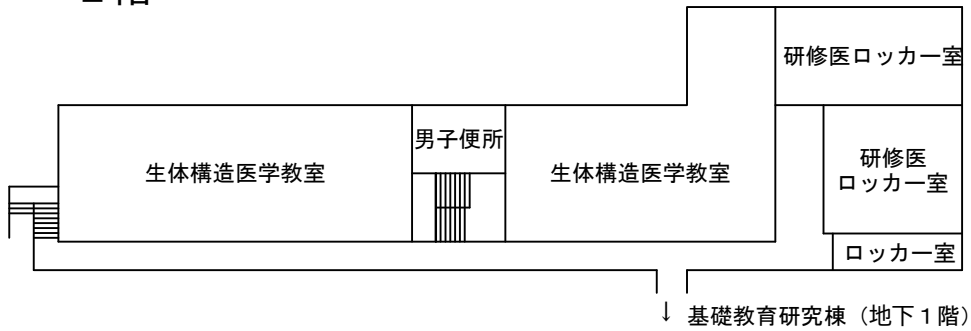 研修医ロッカー室
男子便所
生体構造医学教室
生体構造医学教室
研修医
ロッカー室
ロッカー室
↓ 基礎教育研究棟（地下１階）